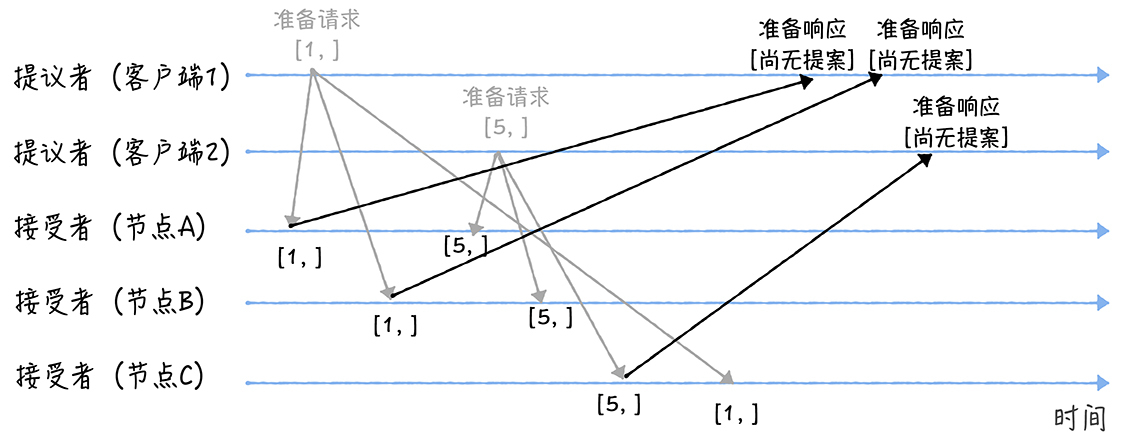 准备请求
[1, ]
准备响应
[尚无提案]
准备响应
[尚无提案]
提议者（客户端1）
准备请求
[5, ]
准备响应
[尚无提案]
提议者（客户端2）
接受者（节点A）
[1, ]
[5, ]
接受者（节点B）
[1, ]
[5, ]
接受者（节点C）
[5, ]
[1, ]
时间